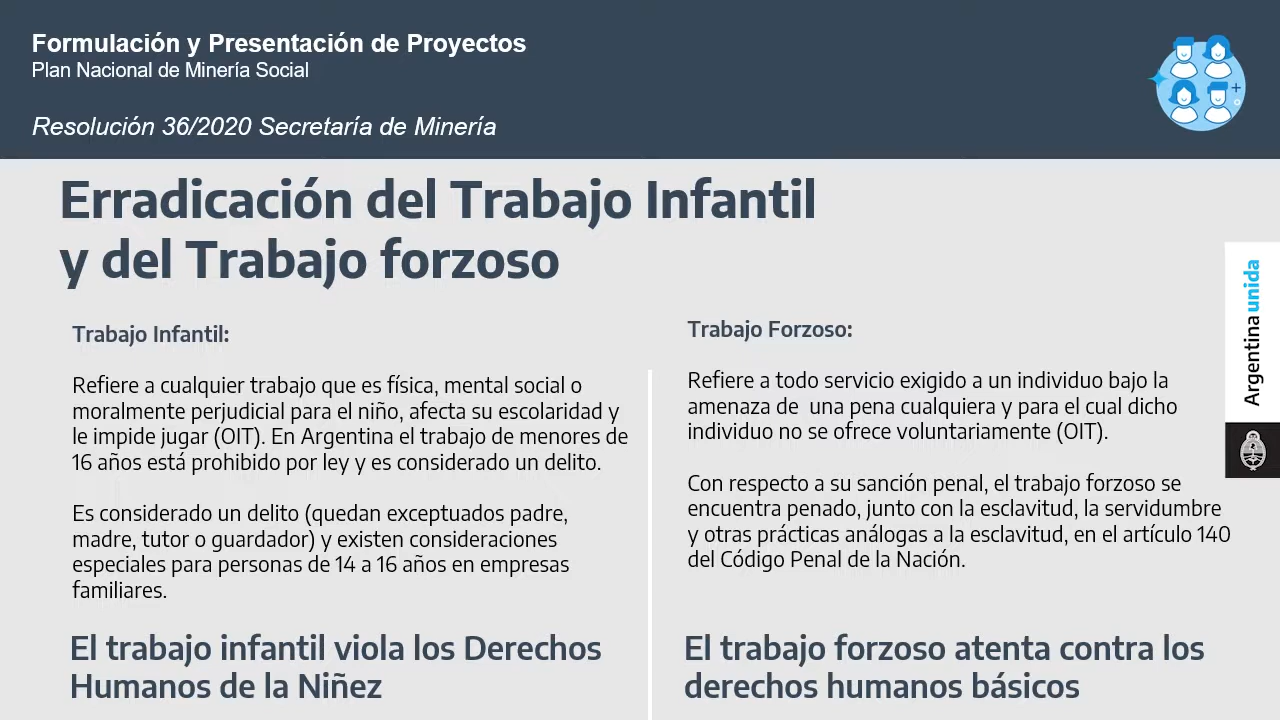 Formulación y Presentación de Proyectos
Plan Nacional de Minería Social
Resolución 36/2020 Secretaría de Minería
Erradicación del Trabajo Infantil
y del Trabajo forzoso
Trabajo Infantil:
Refiere a cualquier trabajo que es física, mental social o
moralmente perjudicial para el niño, afecta su escolaridad y
le impide jugar (OIT). En Argentina el trabajo de menores de
16 años está prohibido por ley y es considerado un delito.
Es considerado un delito (quedan exceptuados padre,
madre, tutor o guardador) y existen consideraciones
especiales para personas de 14 a 16 años en empresas
familiares.
El trabajo infantil viola los Derechos
Humanos de la Niñez
Trabajo Forzoso:
Refiere a todo servicio exigido a un individuo bajo la
amenaza de  una pena cualquiera y para el cual dicho
individuo no se ofrece voluntariamente (OIT).
Con respecto a su sanción penal, el trabajo forzoso se
encuentra penado, junto con la esclavitud, la servidumbre
y otras prácticas análogas a la esclavitud, en el artículo 140
del Código Penal de la Nación.
El trabajo forzoso atenta contra los
derechos humanos básicos
Argentina unida